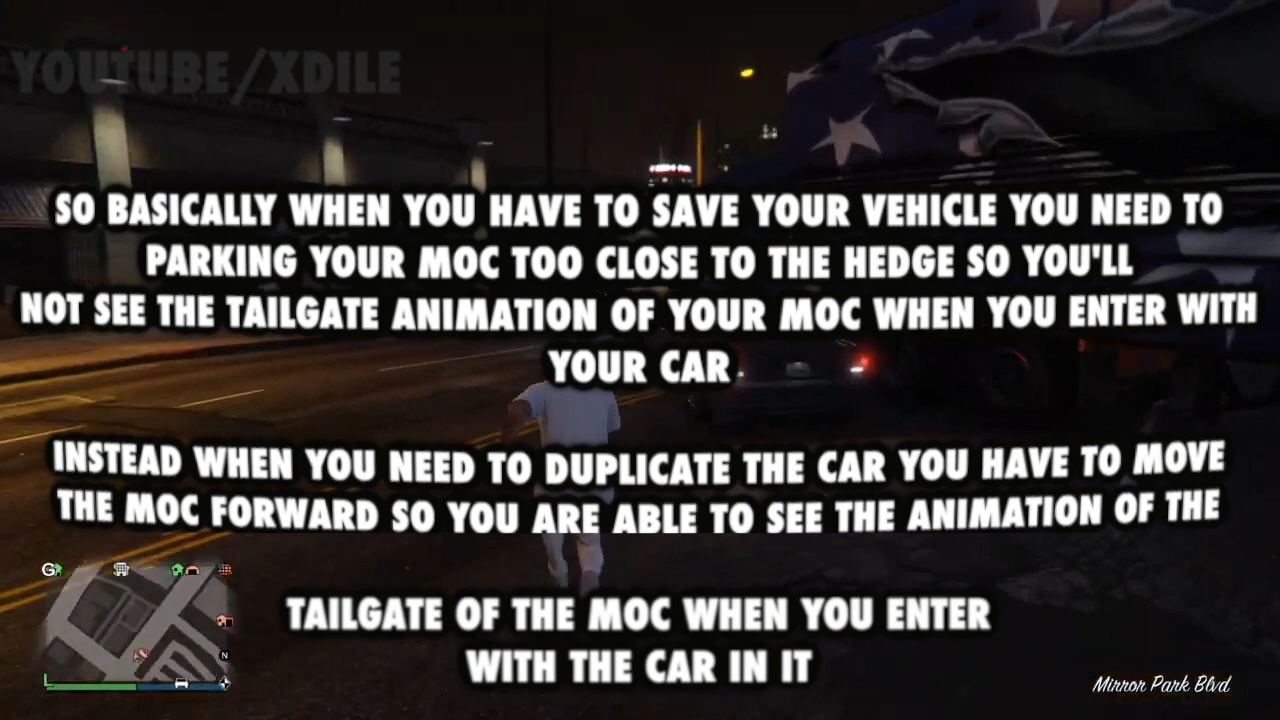 YOUTUBE/XDILE
SO BASICALLY WHEN YOU HAVE TO SAVE YOUR VEHICLE YOU NEED TO
PARKING YOUR MOC TOO CLOSE TO THE HEDGE SO YOU'LL
NOT SEE THE TAILGATE ANIMATION OF YOUR MOC WHEN YOU ENTER WITH
YOUR CAR
INSTEAD WHEN YOU NEED TO DUPLICATE THE CAR YOU HAVE TO MOVE
THE MOC FORWARD SO YOU ARE ABLE TO SEE THE ANIMATION OF THE
TAILGATE OF THE MOC WHEN YOU ENTER
WITH THE CAR IN IT
G
N
L
Mirror Park Blvd